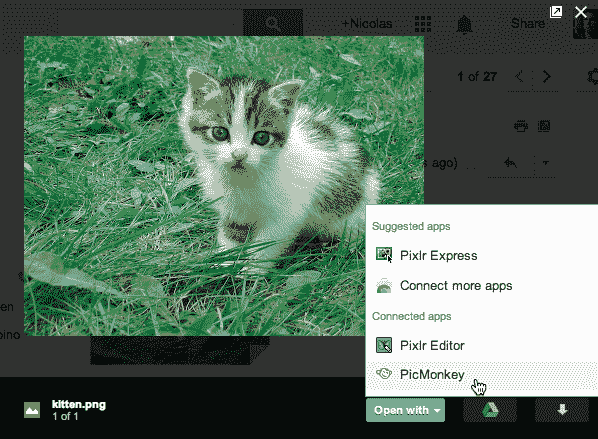 +Nicolas
Share
1 of 27
s ago)
en
oino
Suggested apps
Pixlr Express
Connect more apps
Connected apps
Pixlr Editor
PicMonkey
kitten.png
1 of 1
Open with